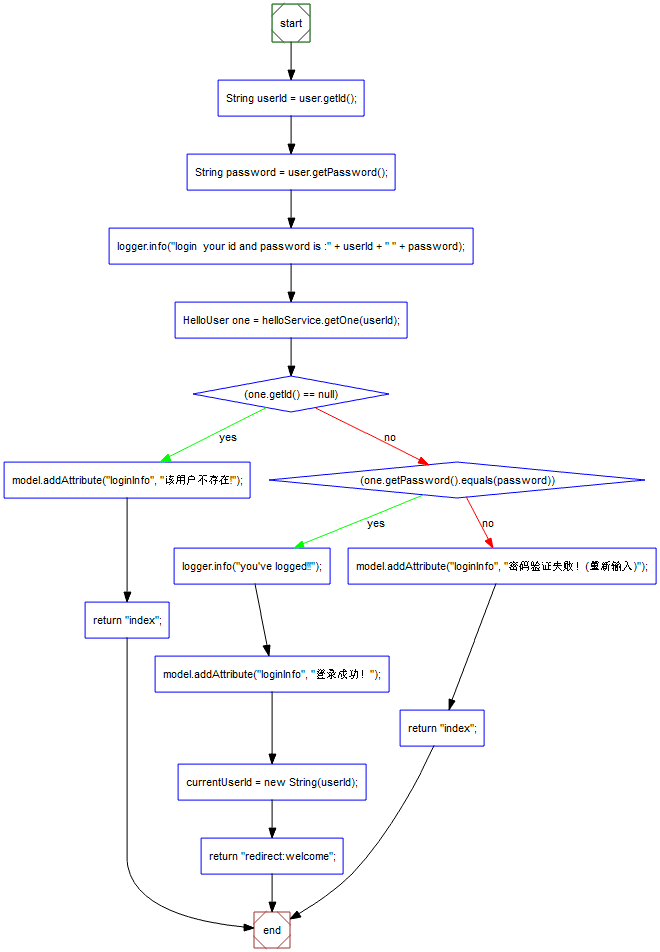 start
String userId = user.getId();
String password = user.getPassword();
logger.info("login  your id and password is :" + userId + " " + password);
HelloUser one = helloService.getOne(userId);
(one.getId() == null)
yes
no
model.addAttribute("loginInfo", "该用户不存在!");
(one.getPassword().equals(password))
yes
no
logger.info("you've logged!!");
model.addAttribute("loginInfo", "密码验证失败！(重新输入)");
return "index";
model.addAttribute("loginInfo", "登录成功！");
return "index";
currentUserId = new String(userId);
return "redirect:welcome";
end